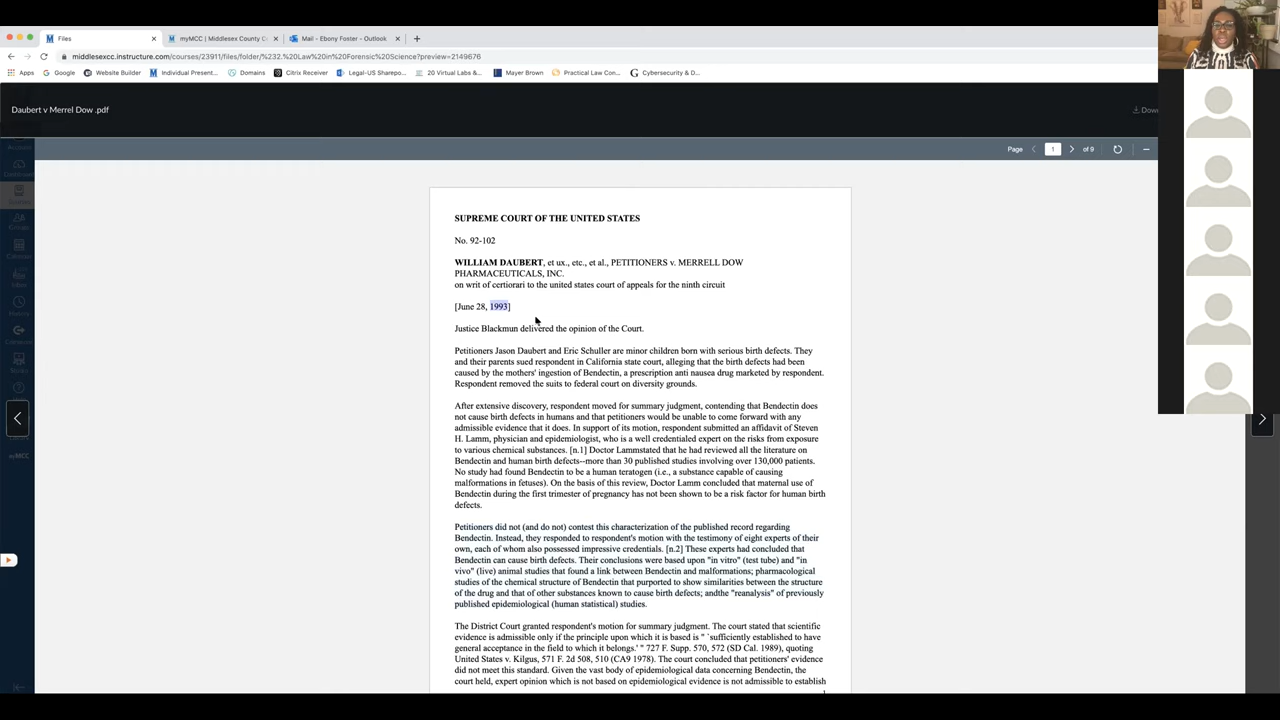 Files
myMCC | Middlesex County C
Mail - Ebony Foster - Outlook
middlesexcc.instructure.com/courses/23911/files/folder/%232.%20Law%20in%20Forensic%20Science?preview=2149676
Apps
Google
Website Builder
Individual Present...
Domains
Citrix Receiver
Legal-US Sharepo...
20 Virtual Labs &...
Mayer Brown
Practical Law Con...
Cybersecurity & D...
Daubert v Merrel Dow .pdf
Dow
Page
1
of 9
SUPREME COURT OF THE UNITED STATES
No. 92-102
WILLIAM DAUBERT, et ux., etc., et al., PETITIONERS v. MERRELL DOW
PHARMACEUTICALS, INC.
on writ of certiorari to the united states court of appeals for the ninth circuit
[June 28, 1993]
Justice Blackmun delivered the opinion of the Court.
Petitioners Jason Daubert and Eric Schuller are minor children born with serious birth defects. They
and their parents sued respondent in California state court, alleging that the birth defects had been
caused by the mothers' ingestion of Bendectin, a prescription anti nausea drug marketed by respondent.
Respondent removed the suits to federal court on diversity grounds.
After extensive discovery, respondent moved for summary judgment, contending that Bendectin does
not cause birth defects in humans and that petitioners would be unable to come forward with any
admissible evidence that it does. In support of its motion, respondent submitted an affidavit of Steven
H. Lamm, physician and epidemiologist, who is a well credentialed expert on the risks from exposure
to various chemical substances. [n.1] Doctor Lammstated that he had reviewed all the literature on
Bendectin and human birth defects--more than 30 published studies involving over 130,000 patients.
No study had found Bendectin to be a human teratogen (i.e., a substance capable of causing
malformations in fetuses). On the basis of this review, Doctor Lamm concluded that maternal use of
Bendectin during the first trimester of pregnancy has not been shown to be a risk factor for human birth
defects.
Petitioners did not (and do not) contest this characterization of the published record regarding
Bendectin. Instead, they responded to respondent's motion with the testimony of eight experts of their
own, each of whom also possessed impressive credentials. [n.2] These experts had concluded that
Bendectin can cause birth defects. Their conclusions were based upon "in vitro" (test tube) and "in
vivo" (live) animal studies that found a link between Bendectin and malformations; pharmacological
studies of the chemical structure of Bendectin that purported to show similarities between the structure
of the drug and that of other substances known to cause birth defects; andthe "reanalysis" of previously
published epidemiological (human statistical) studies.
The District Court granted respondent's motion for summary judgment. The court stated that scientific
evidence is admissible only if the principle upon which it is based is " `sufficiently established to have
general acceptance in the field to which it belongs.' " 727 F. Supp. 570, 572 (SD Cal. 1989), quoting
United States v. Kilgus, 571 F. 2d 508, 510 (CA9 1978). The court concluded that petitioners' evidence
did not meet this standard. Given the vast body of epidemiological data concerning Bendectin, the
court held, expert opinion which is not based on epidemiological evidence is not admissible to establish
myMCC